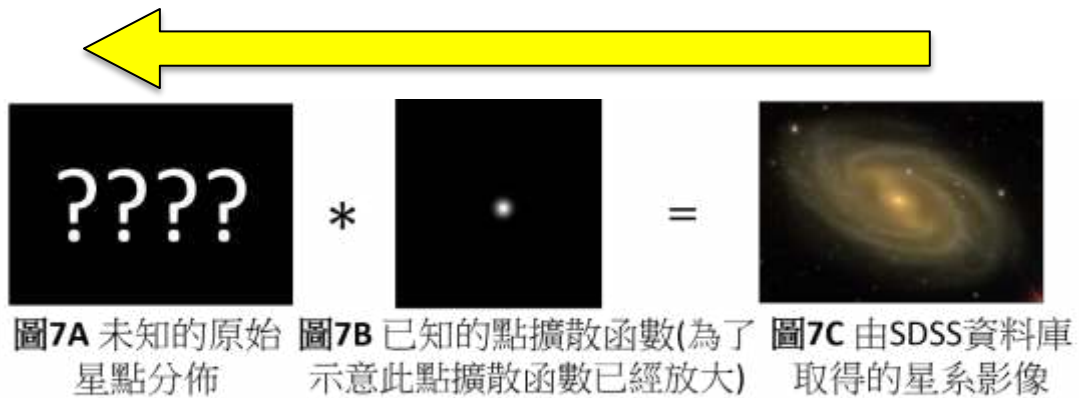 ????
*
=
圖7A 未知的原始
星點分佈
圖7B 已知的點擴散函數(為了
示意此點擴散函數已經放大)
圖7C 由SDSS資料庫
取得的星系影像